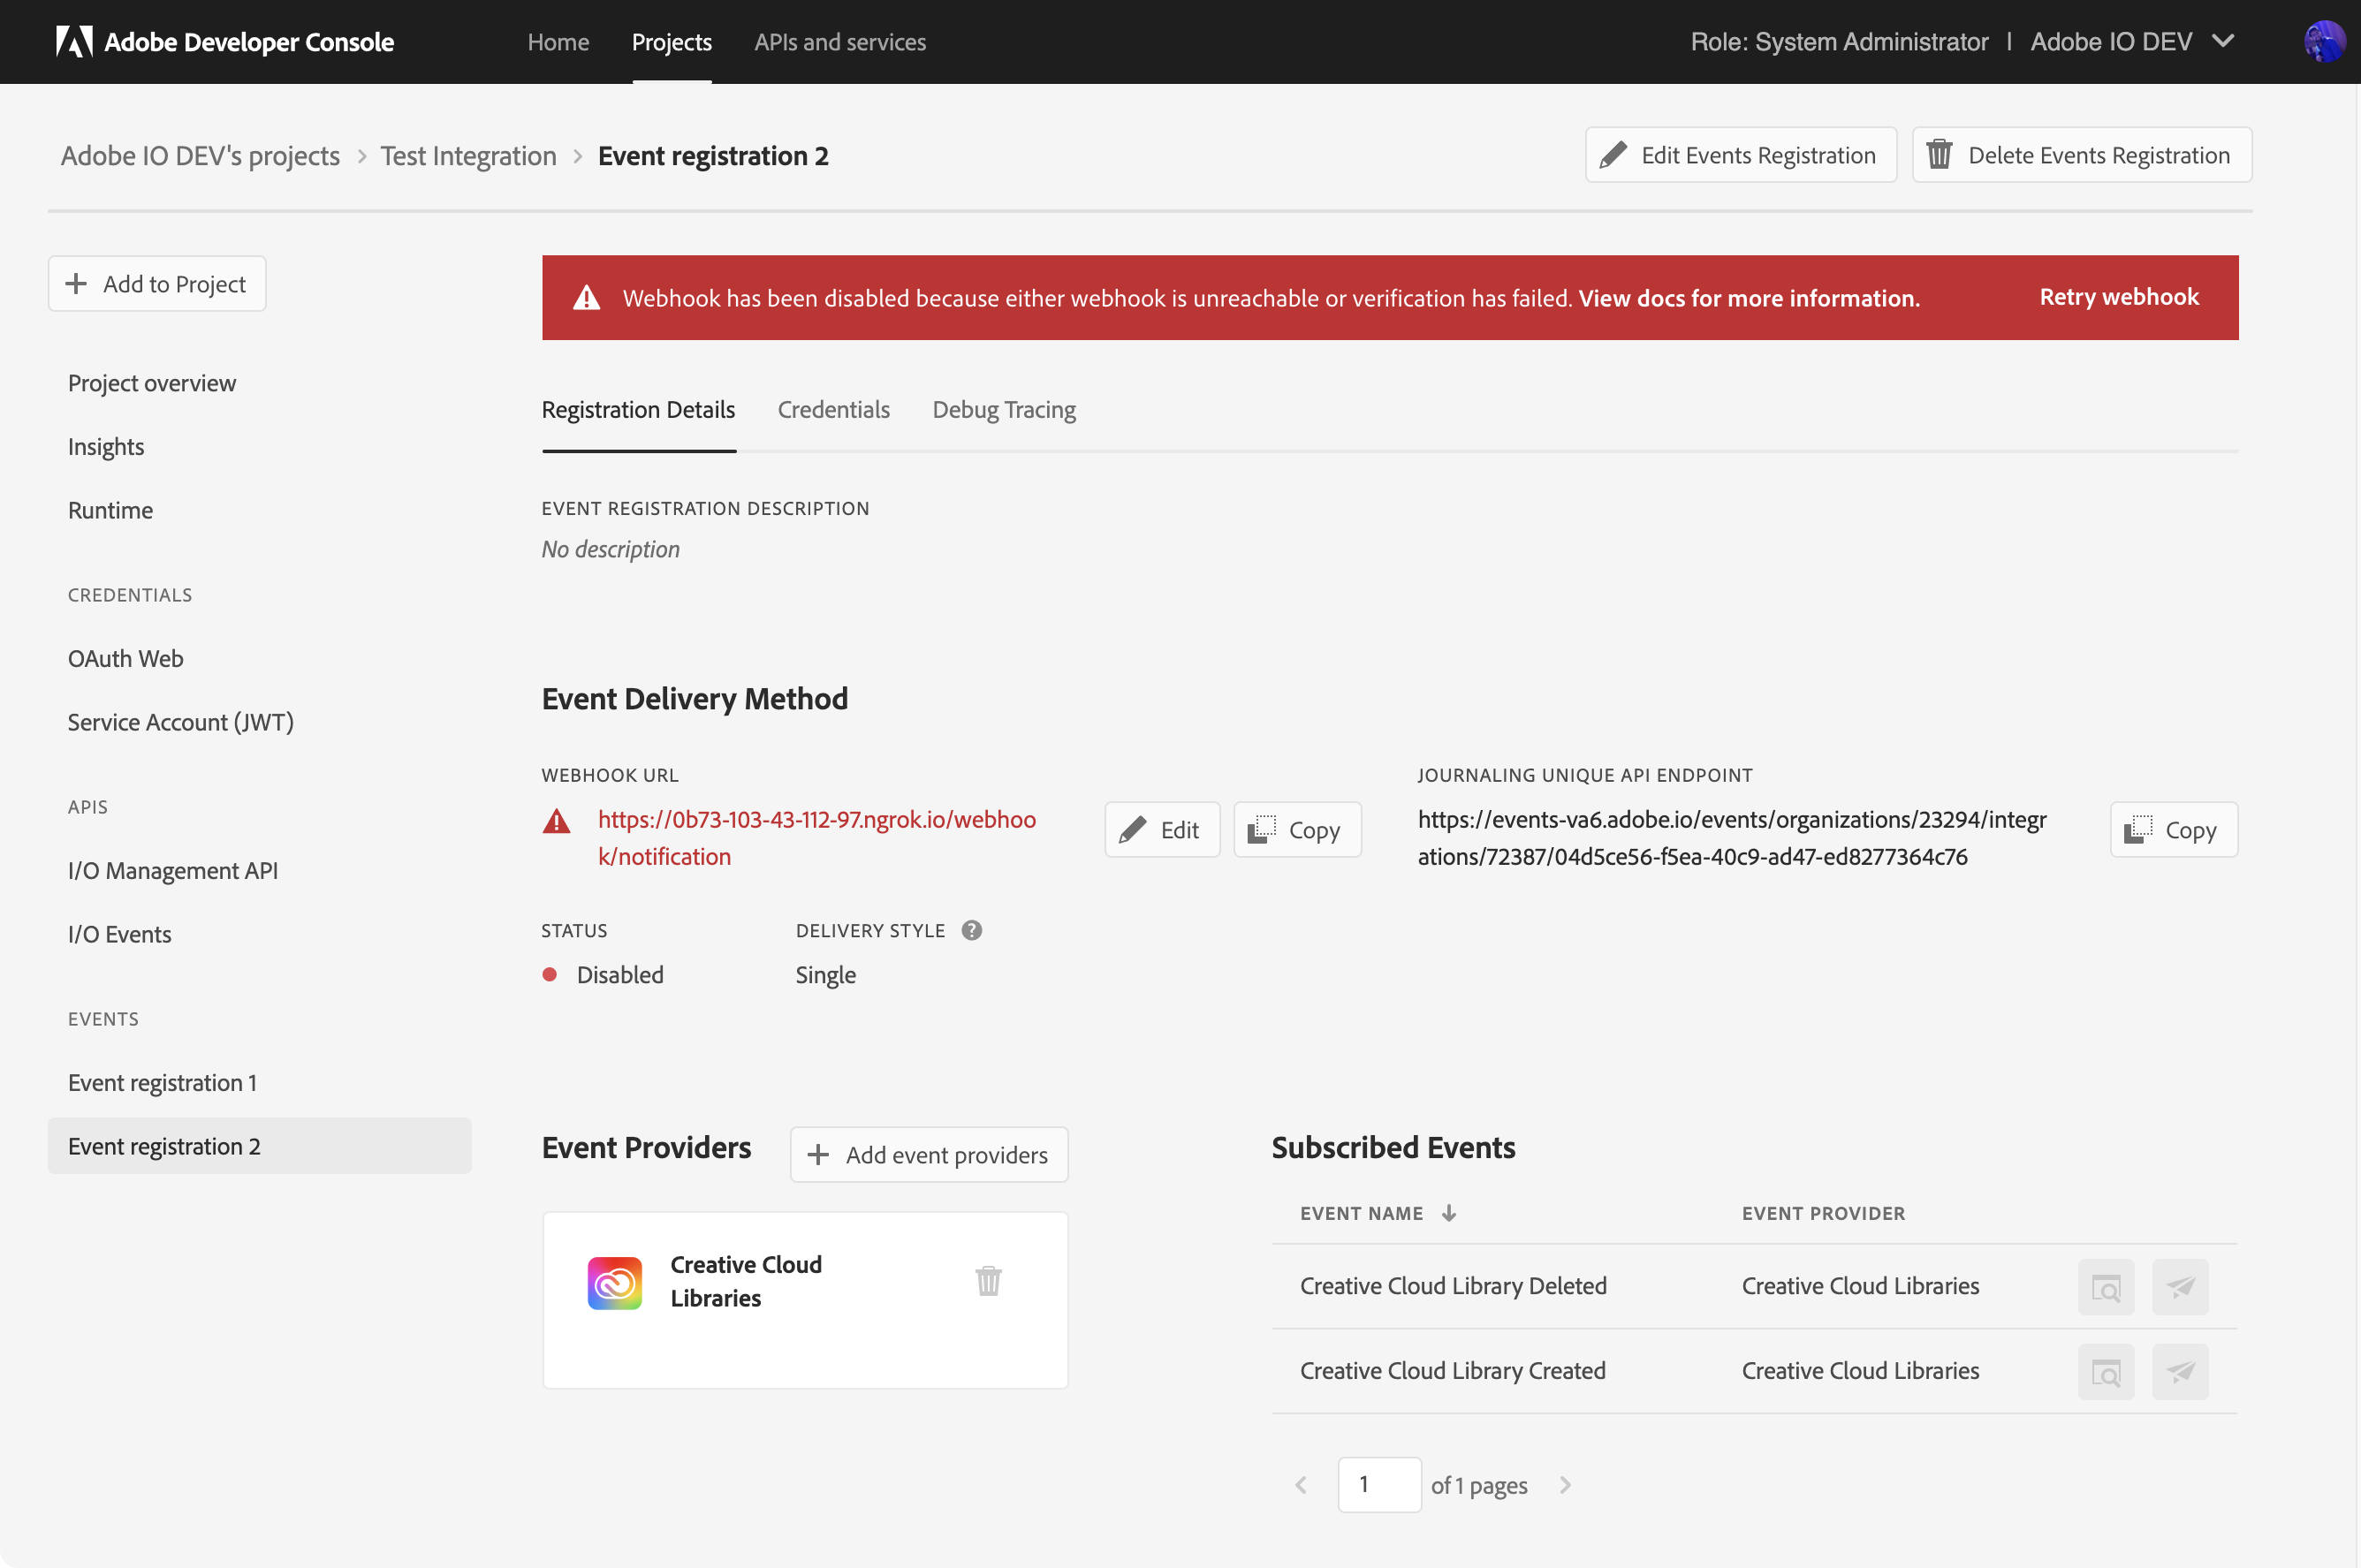 Adobe Developer Console
Home
Projects
APIs and services
Role: System Administrator | Adobe IO DEV
Adobe IO DEV's projects > Test Integration > Event registration 2
Edit Events Registration
Delete Events Registration
Add to Project
Project overview
Insights
Runtime
CREDENTIALS
OAuth Web
Service Account (JWT)
APIS
I/O Management API
I/O Events
EVENTS
Event registration 1
Event registration 2
Webhook has been disabled because either webhook is unreachable or verification has failed. View docs for more information.
Retry webhook
Registration Details
Credentials
Debug Tracing
EVENT REGISTRATION DESCRIPTION
No description
Event Delivery Method
WEBHOOK URL
https://0b73-103-43-112-97.ngrok.io/webhoo
k/notification
Edit
Copy
JOURNALING UNIQUE API ENDPOINT
https://events-va6.adobe.io/events/organizations/23294/integr
ations/72387/04d5ce56-f5ea-40c9-ad47-ed8277364c76
Copy
STATUS
Disabled
DELIVERY STYLE ?
Single
Event Providers
Add event providers
Creative Cloud
Libraries
Subscribed Events
EVENT NAME
EVENT PROVIDER
Creative Cloud Library Deleted
Creative Cloud Libraries
Creative Cloud Library Created
Creative Cloud Libraries
1 of 1 pages